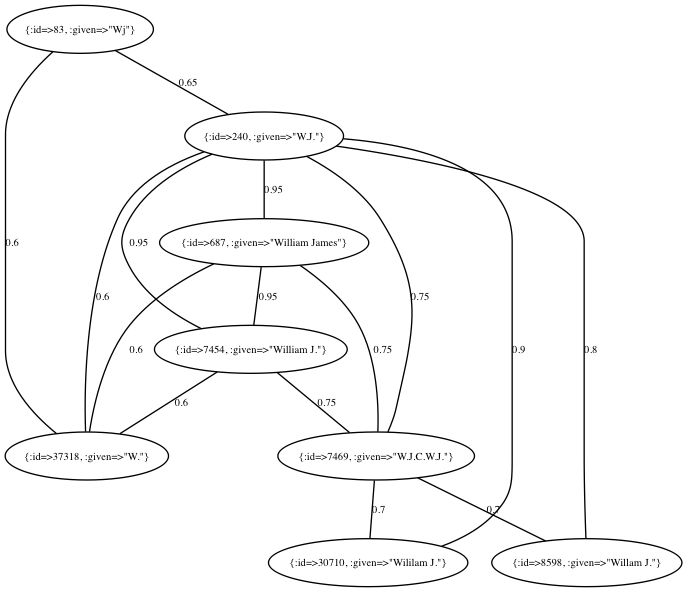 {:id=>83, :given=>"Wj"}
0.65
{:id=>240, :given=>"W.J."}
0.95
{:id=>687, :given=>"William James"}
0.6
0.95
0.6
0.95
0.75
0.6
{:id=>7454, :given=>"William J."}
0.75
0.9
0.8
0.6
0.75
{:id=>37318, :given=>"W."}
{:id=>7469, :given=>"W.J.C.W.J."}
0.7
0.7
{:id=>30710, :given=>"Wililam J."}
{:id=>8598, :given=>"Willam J."}